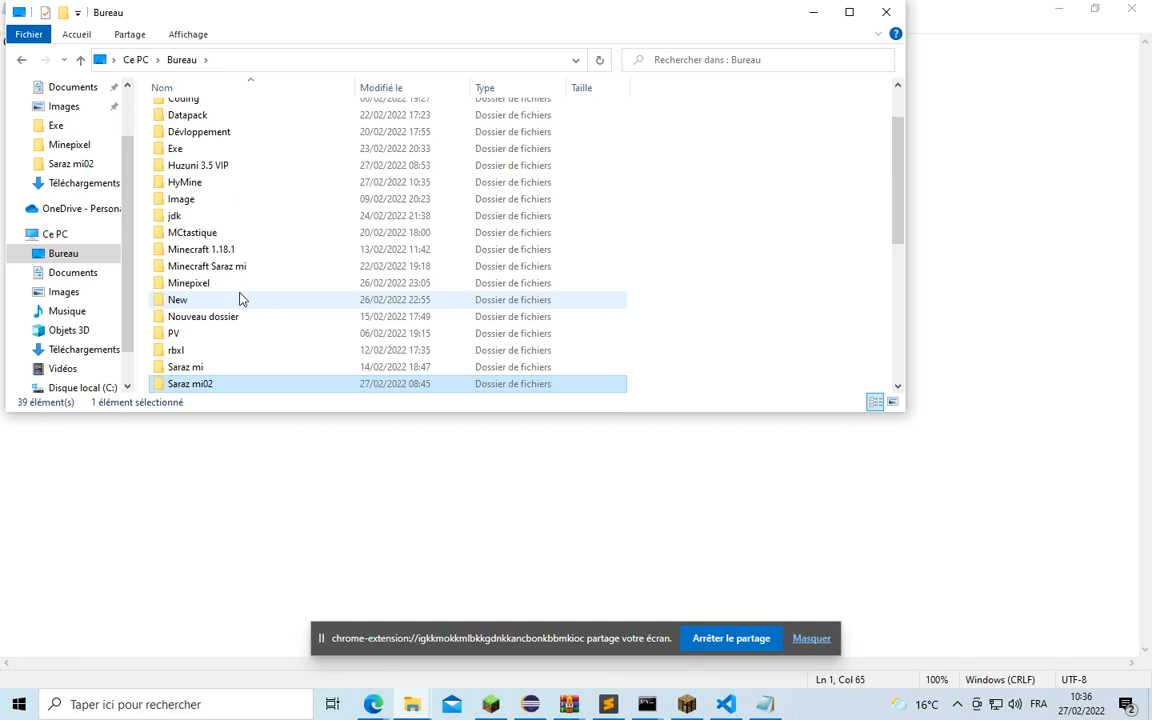 Bureau
Fichier Accueil Partage Affichage
Ce PC Bureau
Rechercher dans : Bureau
Nom Modifié le Type Taille
Coding 06/02/2022 19:27 Dossier de fichiers
Datapack 22/02/2022 17:23 Dossier de fichiers
Dévloppement 20/02/2022 17:55 Dossier de fichiers
Exe 23/02/2022 20:33 Dossier de fichiers
Huzuni 3.5 VIP 27/02/2022 08:53 Dossier de fichiers
HyMine 27/02/2022 10:35 Dossier de fichiers
Image 09/02/2022 20:23 Dossier de fichiers
jdk 24/02/2022 21:38 Dossier de fichiers
MCtastique 20/02/2022 18:00 Dossier de fichiers
Minecraft 1.18.1 13/02/2022 11:42 Dossier de fichiers
Minecraft Saraz mi 22/02/2022 19:18 Dossier de fichiers
Minepixel 26/02/2022 23:05 Dossier de fichiers
New 26/02/2022 22:55 Dossier de fichiers
Nouveau dossier 15/02/2022 17:49 Dossier de fichiers
PV 06/02/2022 19:15 Dossier de fichiers
rbxl 12/02/2022 17:35 Dossier de fichiers
Saraz mi 14/02/2022 18:47 Dossier de fichiers
Saraz mi02 27/02/2022 08:45 Dossier de fichiers
Documents
Images
Exe
Minepixel
Saraz mi02
Téléchargements
OneDrive - Persona
Ce PC
Bureau
Documents
Images
Musique
Objets 3D
Téléchargements
Vidéos
Disque local (C:)
39 élément(s) 1 élément sélectionné
chrome-extension://igkkmokkmlbkkgdnkkancbonkbbmkioc partage votre écran. Arrêter le partage Masquer
Ln 1, Col 65 100% Windows (CRLF) UTF-8
Taper ici pour rechercher
16°C FRA 10:36
27/02/2022
2